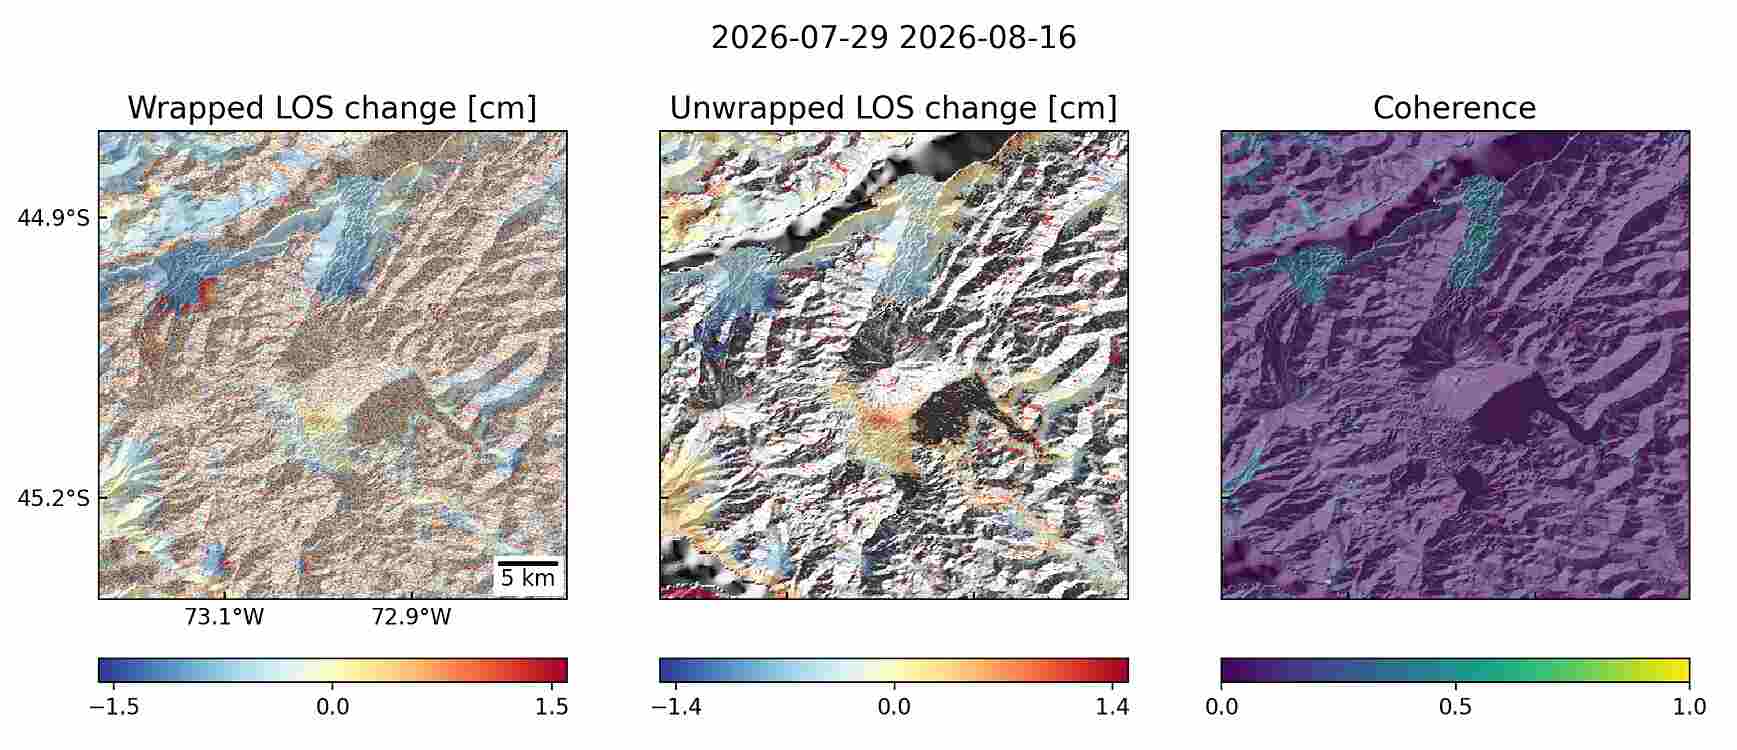 2026-07-29 2026-08-16
Wrapped LOS change [cm]
Unwrapped LOS change [cm]
Coherence
44.9°S
45.2°S
5 km
73.1°W
72.9°W
−1.5
0.0
1.5
−1.4
0.0
1.4
0.0
0.5
1.0